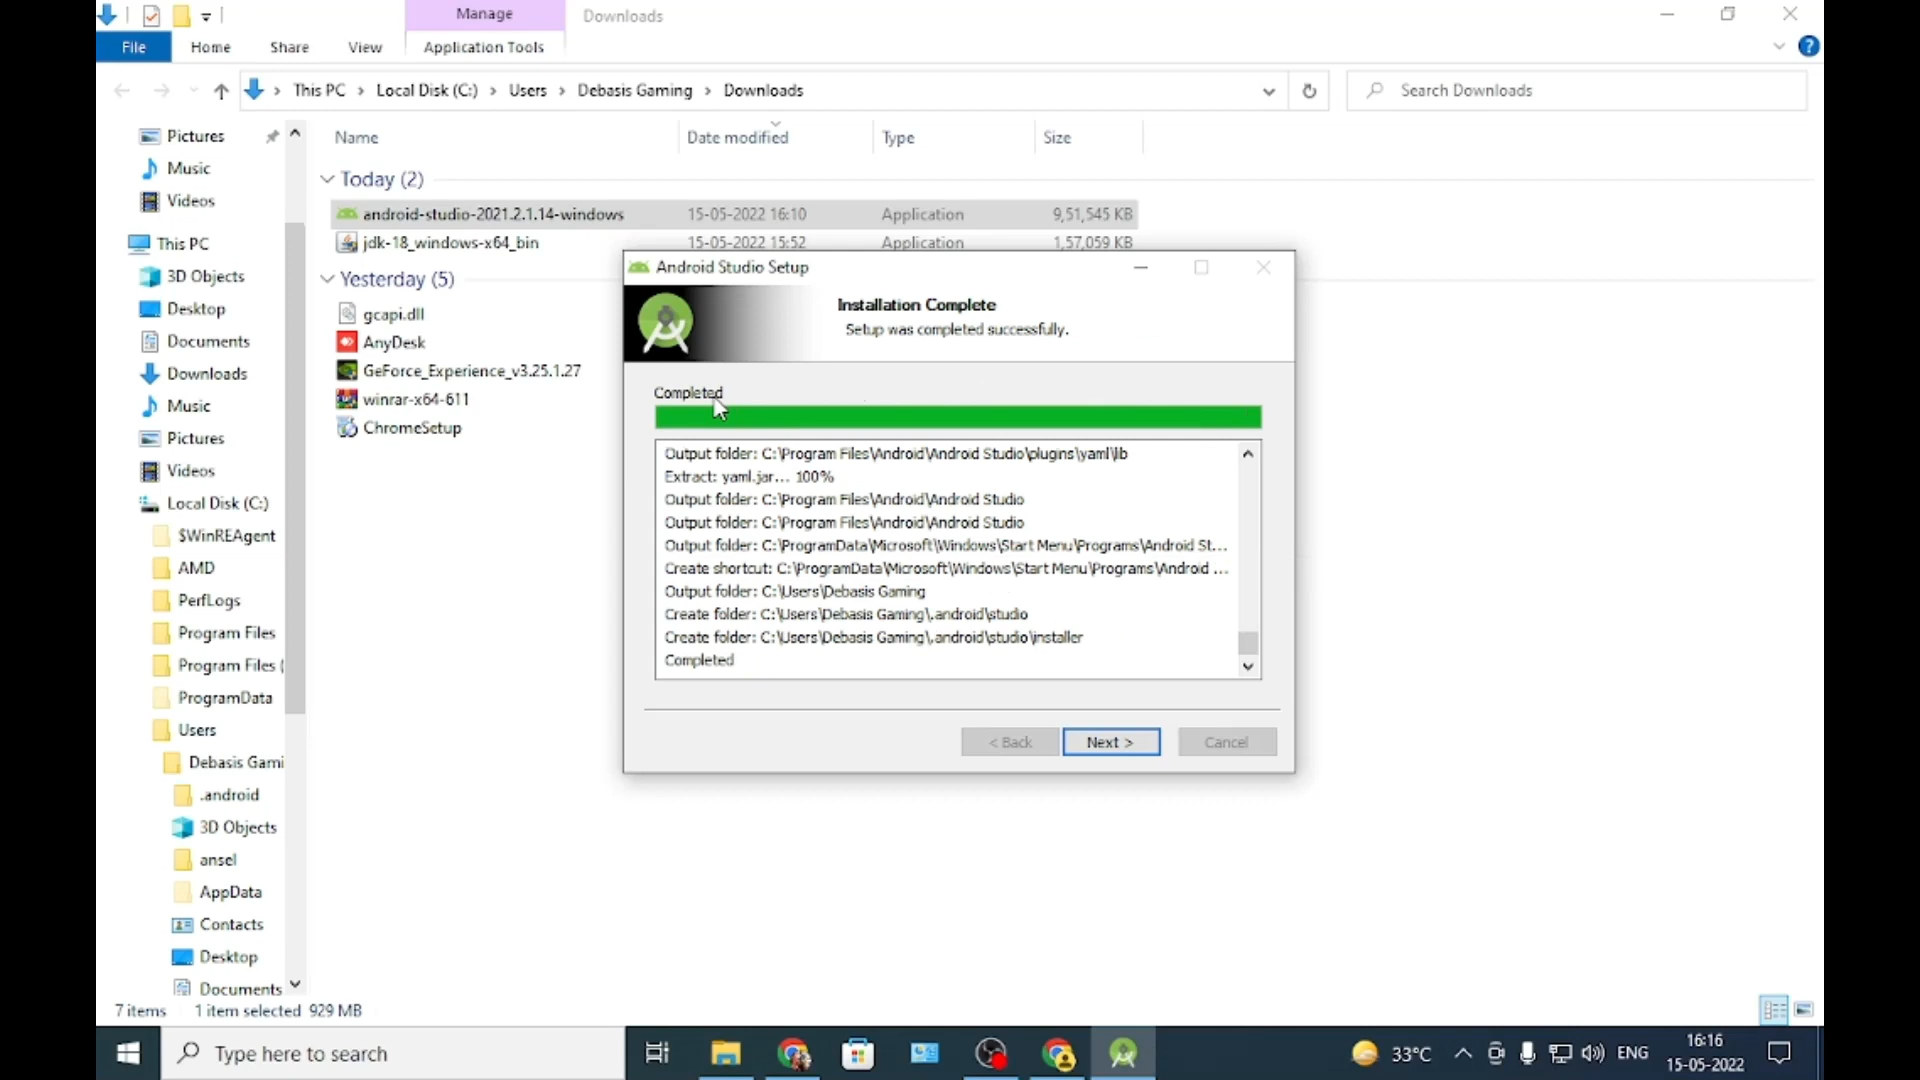 Manage
Downloads
File
Home
Share
View
Application Tools
This PC
Local Disk (C:)
Users
Debasis Gaming
Downloads
Search Downloads
Name
Date modified
Type
Size
Pictures
Music
Videos
This PC
3D Objects
Desktop
Documents
Downloads
Music
Pictures
Videos
Local Disk (C:)
$WinREAgent
AMD
PerfLogs
Program Files
Program Files (
ProgramData
Users
Debasis Gami
.android
3D Objects
ansel
AppData
Contacts
Desktop
Documents
Today (2)
android-studio-2021.2.1.14-windows 15-05-2022 16:10 Application 9,51,545 KB
jdk-18_windows-x64_bin 15-05-2022 15:52 Application 1,57,059 KB
Yesterday (5)
gcapi.dll
AnyDesk
GeForce_Experience_v3.25.1.27
winrar-x64-611
ChromeSetup
Android Studio Setup
Installation Complete
Setup was completed successfully.
Completed
Output folder: C:\Program Files\Android\Android Studio\plugins\yaml\lib
Extract: yaml.jar... 100%
Output folder: C:\Program Files\Android\Android Studio
Output folder: C:\Program Files\Android\Android Studio
Output folder: C:\ProgramData\Microsoft\Windows\Start Menu\Programs\Android St...
Create shortcut: C:\ProgramData\Microsoft\Windows\Start Menu\Programs\Android ...
Output folder: C:\Users\Debasis Gaming
Create folder: C:\Users\Debasis Gaming\.android\studio
Create folder: C:\Users\Debasis Gaming\.android\studio\installer
Completed
< Back
Next >
Cancel
7 items
1 item selected 929 MB
Type here to search
33°C
ENG
16:16
15-05-2022